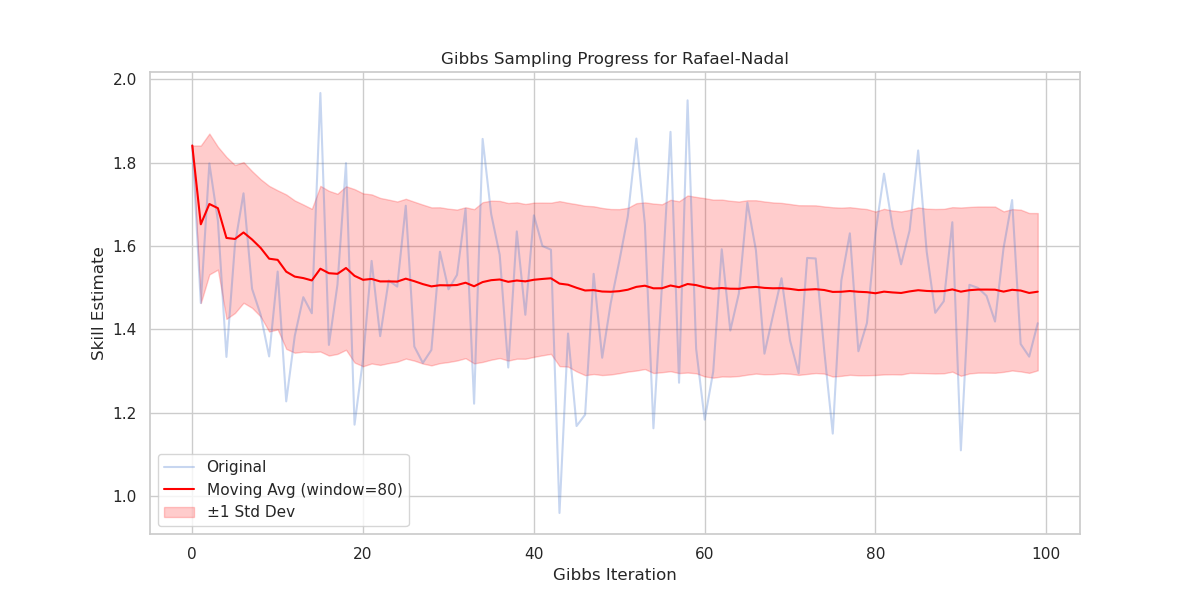 Gibbs Sampling Progress for Rafael-Nadal
2.0
1.8
1.6
1.4
1.2
1.0
Skill Estimate
Original
Moving Avg (window=80)
±1 Std Dev
0
20
40
60
80
100
Gibbs Iteration